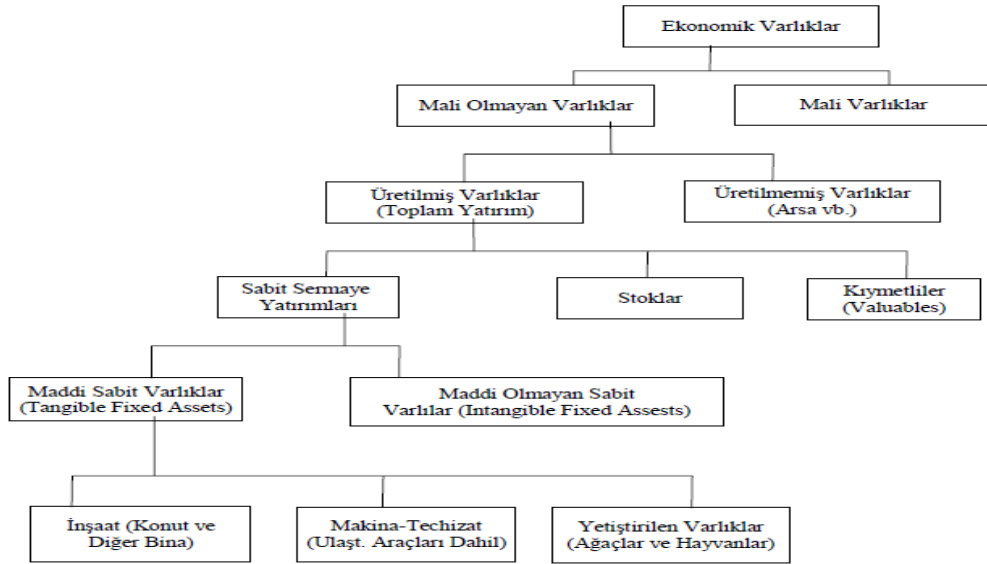 Ekonomik Varlıklar
Mali Olmayan Varlıklar
Mali Varlıklar
Üretilmiş Varlıklar
(Toplam Yatırım)
Üretilmemiş Varlıklar
(Arsa vb.)
Sabit Sermaye
Yatırımları
Stoklar
Kıymetliler
(Valuables)
Maddi Sabit Varlıklar
(Tangible Fixed Assets)
Maddi Olmayan Sabit
Varlılar (Intangible Fixed Assests)
İnşaat (Konut ve
Diğer Bina)
Makina-Techizat
(Ulaşt. Araçları Dahil)
Yetiştirilen Varlıklar
(Ağaçlar ve Hayvanlar)